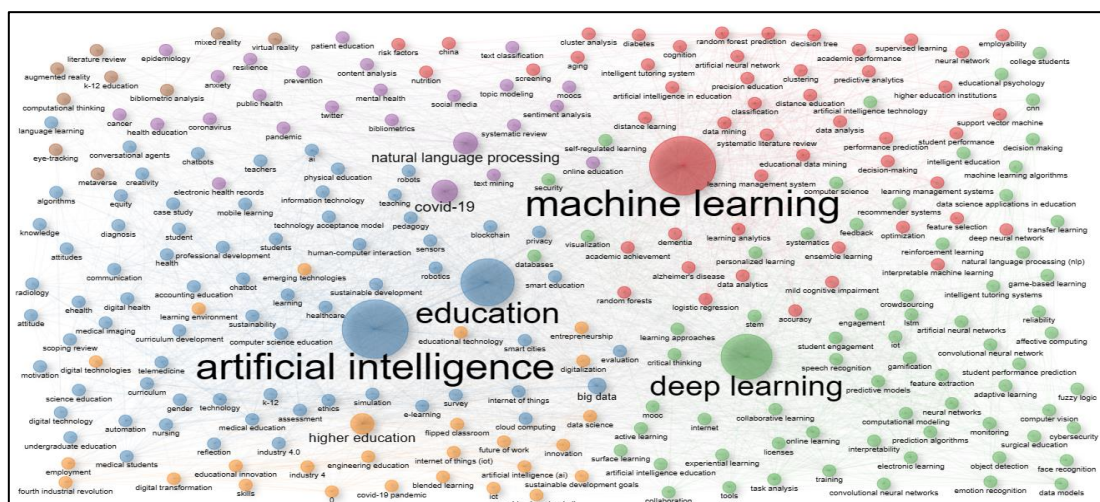 mixed reality
virtual reality
patient education
china
literature review
epidemiology
resilience
risk factors
text classification
cluster analysis
diabetes
random forest prediction
decision tree
supervised learning
employability
cognition
academic performance
neural network
college students
augmented reality
k-12 education
anxiety
prevention
content analysis
nutrition
screening
aging
intelligent tutoring system
artificial neural network
clustering
predictive analytics
bibliometric analysis
mental health
topic modeling
moocs
precision education
educational psychology
computational thinking
public health
twitter
social media
sentiment analysis
artificial intelligence in education
classification
distance education
higher education institutions
artificial intelligence technology
cnn
language learning
cancer
health education
coronavirus
bibliometrics
systematic review
distance learning
data mining
data analysis
support vector machine
pandemic
self-regulated learning
systematic literature review
performance prediction
student performance
decision making
eye-tracking
conversational agents
chatbots
ai
natural language processing
online education
educational data mining
decision-making
intelligent education
teachers
physical education
robots
text mining
security
learning management system
machine learning algorithms
metaverse
creativity
electronic health records
information technology
teaching
computer science
learning management systems
algorithms
equity
covid-19
machine learning
recommender systems
data science applications in education
case study
mobile learning
technology acceptance model
pedagogy
feature selection
transfer learning
knowledge
diagnosis
student
blockchain
privacy
visualization
dementia
learning analytics
systematics
feedback
optimization
deep neural network
attitudes
students
human-computer interaction
sensors
academic achievement
ensemble learning
reinforcement learning
professional development
databases
personalized learning
interpretable machine learning
natural language processing (nlp)
communication
health
emerging technologies
robotics
alzheimer's disease
game-based learning
radiology
chatbot
sustainable development
smart education
data analytics
mild cognitive impairment
intelligent tutoring systems
ehealth
digital health
accounting education
learning
random forests
crowdsourcing
attitude
learning environment
sustainability
healthcare
education
logistic regression
accuracy
reliability
medical imaging
curriculum development
computer science education
educational technology
entrepreneurship
stem
engagement
lstm
artificial neural networks
affective computing
scoping review
smart cities
learning approaches
student engagement
iot
convolutional neural network
digital technologies
telemedicine
artificial intelligence
digitalization
evaluation
critical thinking
speech recognition
gamification
student performance prediction
motivation
deep learning
feature extraction
science education
curriculum
k-12
simulation
internet of things
big data
predictive models
adaptive learning
fuzzy logic
gender
technology
ethics
survey
mooc
collaborative learning
neural networks
digital technology
assessment
e-learning
data science
computational modeling
computer vision
automation
medical education
cloud computing
internet
nursing
higher education
flipped classroom
active learning
online learning
prediction algorithms
monitoring
cybersecurity
undergraduate education
reflection
industry 4.0
future of work
innovation
licenses
interpretability
surgical education
medical students
engineering education
internet of things (iot)
surface learning
experiential learning
electronic learning
object detection
employment
educational innovation
industry 4
artificial intelligence (ai)
artificial intelligence education
task analysis
training
face recognition
fourth industrial revolution
digital transformation
skills
0
covid-19 pandemic
blended learning
ict
sustainable development goals
collaboration
tools
convolutional neural networks
emotion recognition
data models